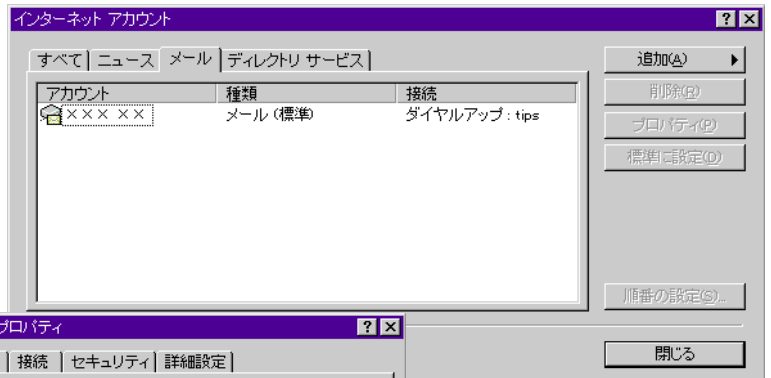 インターネット アカウント
すべて ニュース メール ディレクトリ サービス
追加(A)
アカウント 種類 接続
削除(R)
××× ×× メール (標準) ダイヤルアップ : tips
プロパティ(P)
標準に設定(D)
順番の設定(S)...
プロパティ
閉じる
接続 セキュリティ 詳細設定